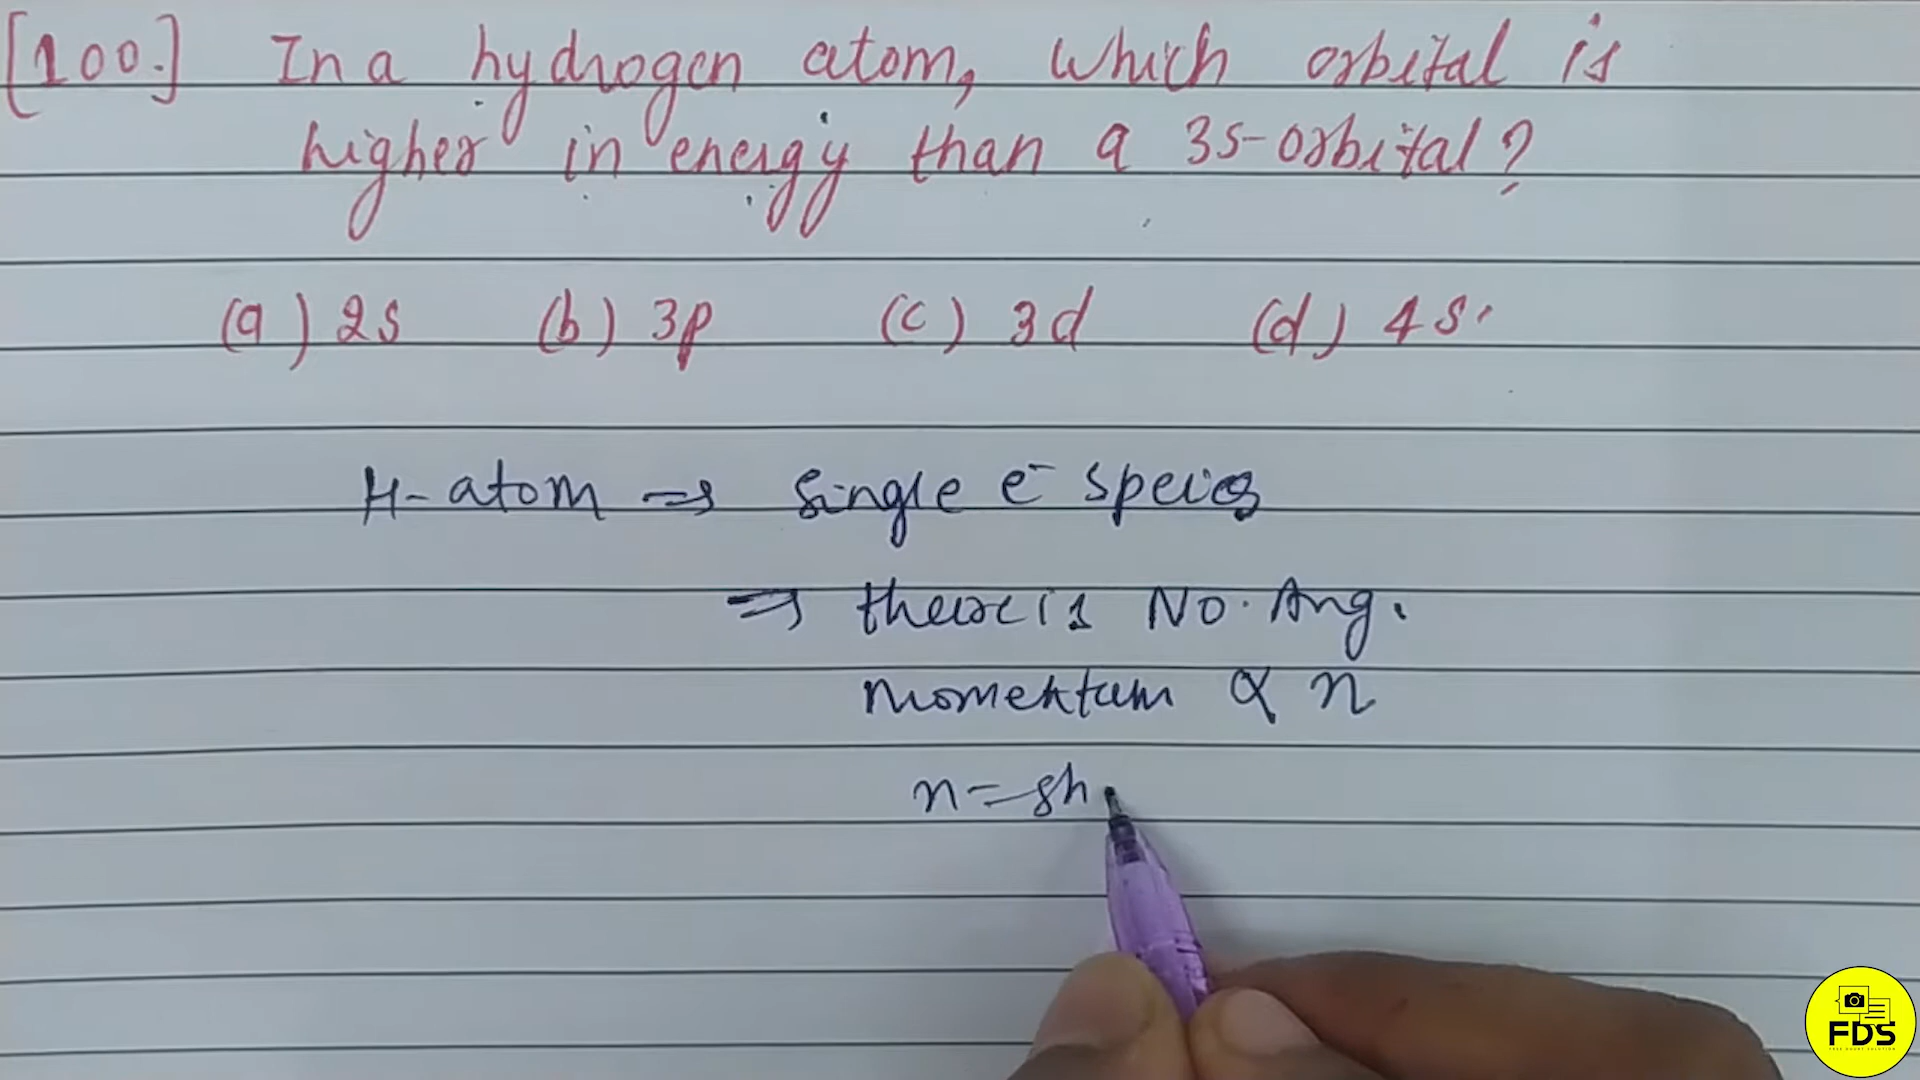 [100.] In a hydrogen atom, which orbital is
higher in energy than a 3s-orbital?
(a) 2s (b) 3p (c) 3d (d) 4s.
H-atom ⇒ Single e⁻ species
⇒ there is No. Ang.
momentum ∝ n
n = sh
FDS